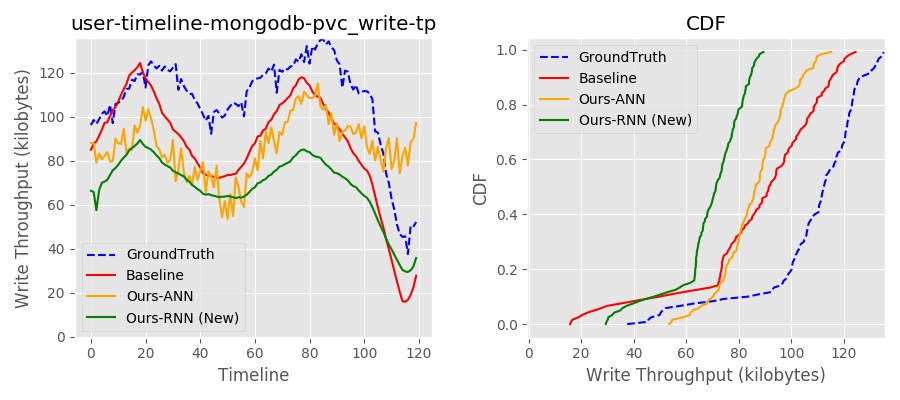 user-timeline-mongodb-pvc_write-tp
Write Throughput (kilobytes)
120
100
80
60
40
20
0
GroundTruth
Baseline
Ours-ANN
Ours-RNN (New)
0 20 40 60 80 100 120
Timeline
CDF
CDF
1.0
0.8
0.6
0.4
0.2
0.0
GroundTruth
Baseline
Ours-ANN
Ours-RNN (New)
0 20 40 60 80 100 120
Write Throughput (kilobytes)